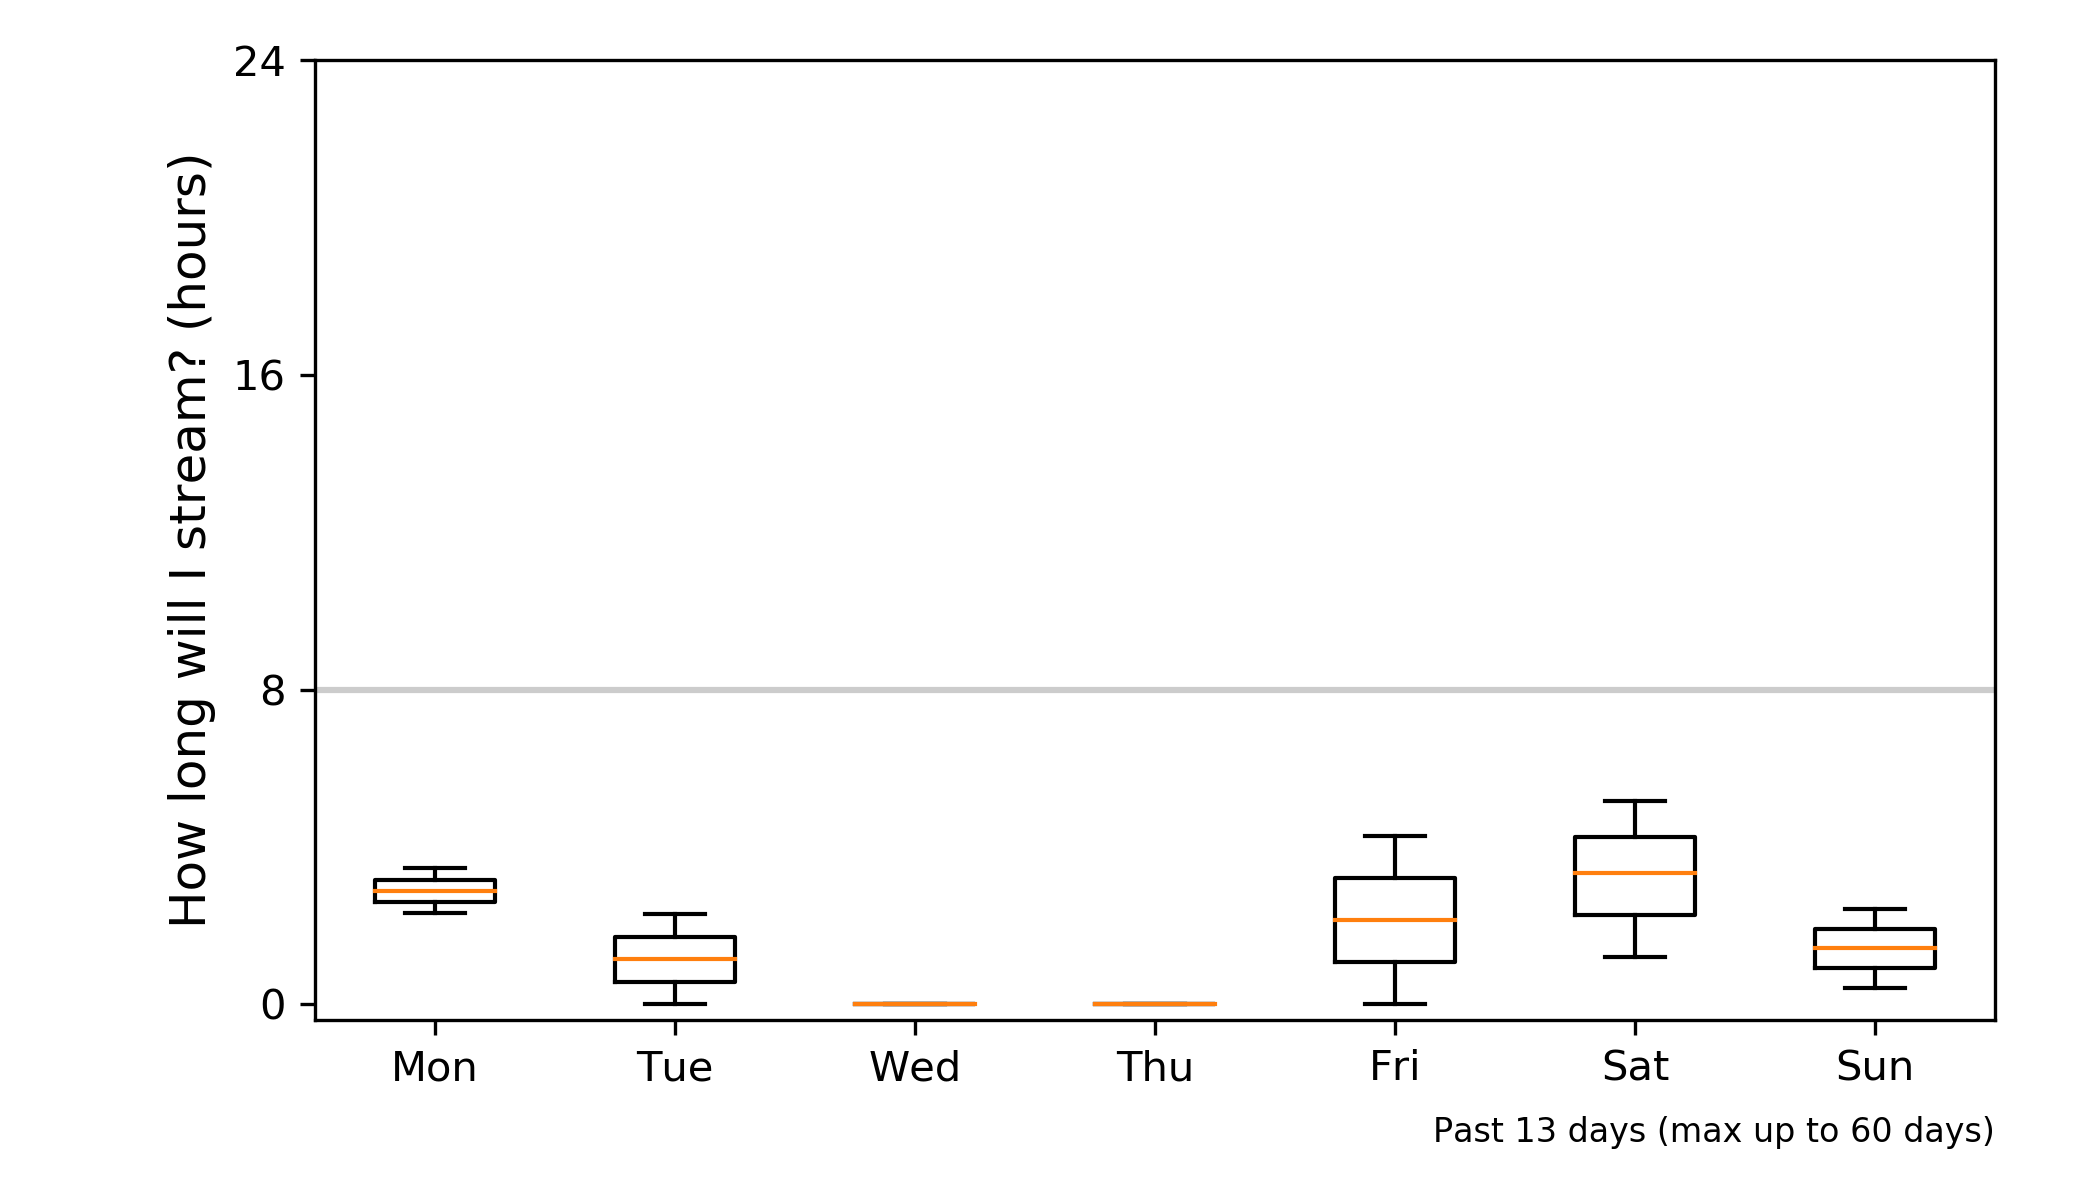 How long will I stream? (hours)
24
16
8
0
Mon Tue Wed Thu Fri Sat Sun
Past 13 days (max up to 60 days)